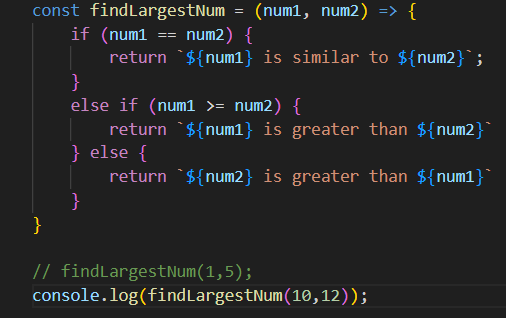 const findLargestNum = (num1, num2) => {
    if (num1 == num2) {
        return `${num1} is similar to ${num2}`;
    }
    else if (num1 >= num2) {
        return `${num1} is greater than ${num2}`
    } else {
        return `${num2} is greater than ${num1}`
    }
}
// findLargestNum(1,5);
console.log(findLargestNum(10,12));